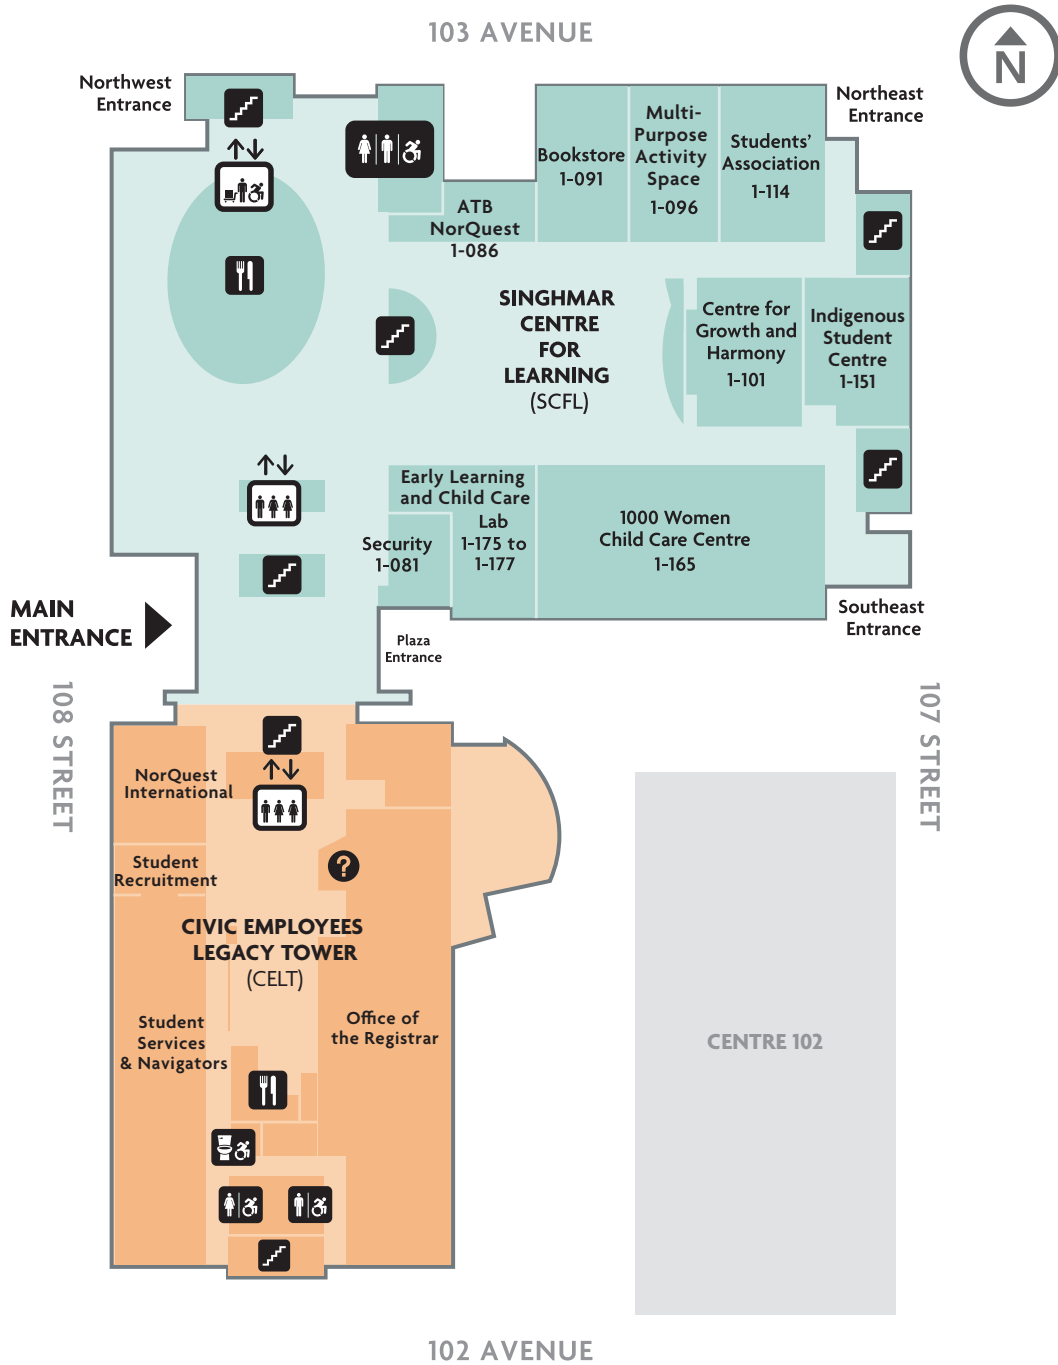 103 AVENUE
N
Northwest
Entrance
Northeast
Entrance
Bookstore
1-091
Multi-
Purpose
Activity
Space
1-096
Students'
Association
1-114
ATB
NorQuest
1-086
SINGHMAR
CENTRE
FOR
LEARNING
(SCFL)
Centre for
Growth and
Harmony
1-101
Indigenous
Student
Centre
1-151
Early Learning
and Child Care
Lab
1-175 to
1-177
Security
1-081
1000 Women
Child Care Centre
1-165
MAIN
ENTRANCE
Plaza
Entrance
Southeast
Entrance
108 STREET
107 STREET
NorQuest
International
Student
Recruitment
?
CIVIC EMPLOYEES
LEGACY TOWER
(CELT)
Student
Services
& Navigators
Office of
the Registrar
CENTRE 102
102 AVENUE